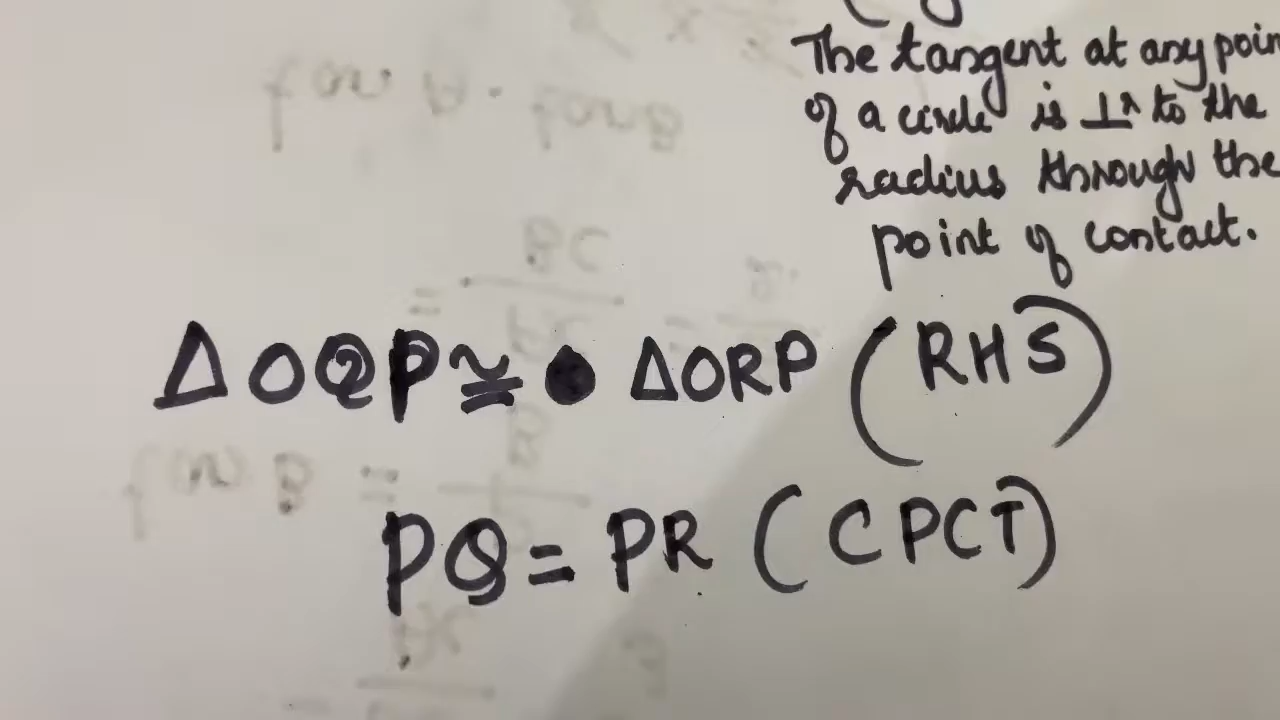 The tangent at any poin
of a circle is ⊥r to the
radius through the
point of contact.
Δ OQP ≅ ΔORP (RHS)
PQ = PR (CPCT)